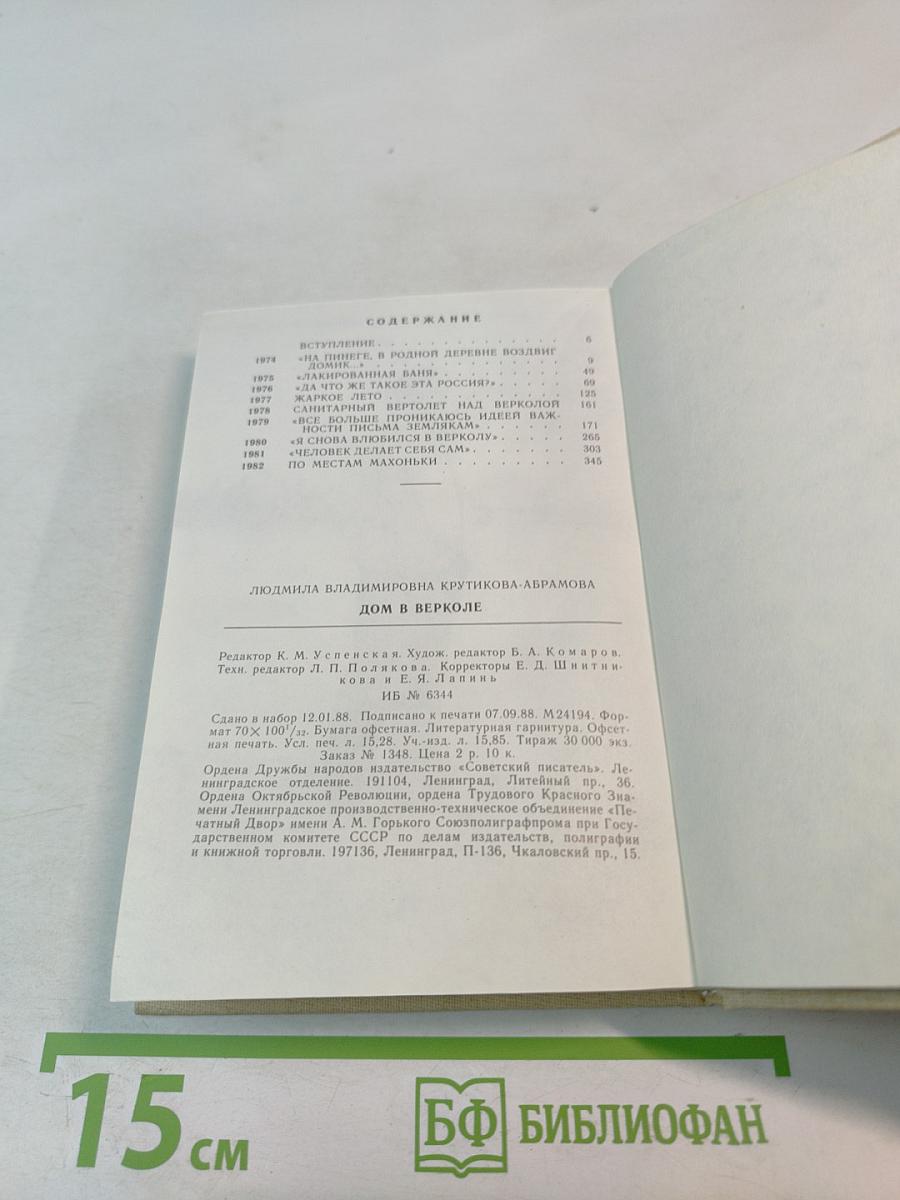 СОДЕРЖАНИЕ
ВСТУПЛЕНИЕ . . . . . . . . . . . . . . 6
1974 «НА ПИНЕГЕ, В РОДНОЙ ДЕРЕВНЕ ВОЗДВИГ
ДОМИК...» . . . . . . . . . . . . . . 9
1975 «ЛАКИРОВАННАЯ БАНЯ» . . . . . . . . . 49
1976 «ДА ЧТО ЖЕ ТАКОЕ ЭТА РОССИЯ?» . . . . . 69
1977 ЖАРКОЕ ЛЕТО . . . . . . . . . . . . . 125
1978 САНИТАРНЫЙ ВЕРТОЛЕТ НАД ВЕРКОЛОЙ 161
1979 «ВСЕ БОЛЬШЕ ПРОНИКАЮСЬ ИДЕЕЙ ВАЖ-
НОСТИ ПИСЬМА ЗЕМЛЯКАМ» . . . . . . 171
1980 «Я СНОВА ВЛЮБИЛСЯ В ВЕРКОЛУ» . . . . . 265
1981 «ЧЕЛОВЕК ДЕЛАЕТ СЕБЯ САМ» . . . . . . . 303
1982 ПО МЕСТАМ МАХОНЬКИ . . . . . . . . . 345
ЛЮДМИЛА ВЛАДИМИРОВНА КРУТИКОВА-АБРАМОВА
ДОМ В ВЕРКОЛЕ
Редактор К. М. Успенская. Худож. редактор Б. А. Комаров.
Техн. редактор Л. П. Полякова. Корректоры Е. Д. Шнитни-
кова и Е. Я. Лапинь
ИБ № 6344
Сдано в набор 12.01.88. Подписано к печати 07.09.88. М 24194. Фор-
мат 70×100¹/₃₂. Бумага офсетная. Литературная гарнитура. Офсет-
ная печать. Усл. печ. л. 15,28. Уч.-изд. л. 15,85. Тираж 30 000 экз.
Заказ № 1348. Цена 2 р. 10 к.
Ордена Дружбы народов издательство «Советский писатель». Ле-
нинградское отделение. 191104, Ленинград, Литейный пр., 36.
Ордена Октябрьской Революции, ордена Трудового Красного Зна-
мени Ленинградское производственно-техническое объединение «Пе-
чатный Двор» имени А. М. Горького Союзполиграфпрома при Госу-
дарственном комитете СССР по делам издательств, полиграфии
и книжной торговли. 197136, Ленинград, П-136, Чкаловский пр., 15.
15 см
БФ БИБЛИОФАН